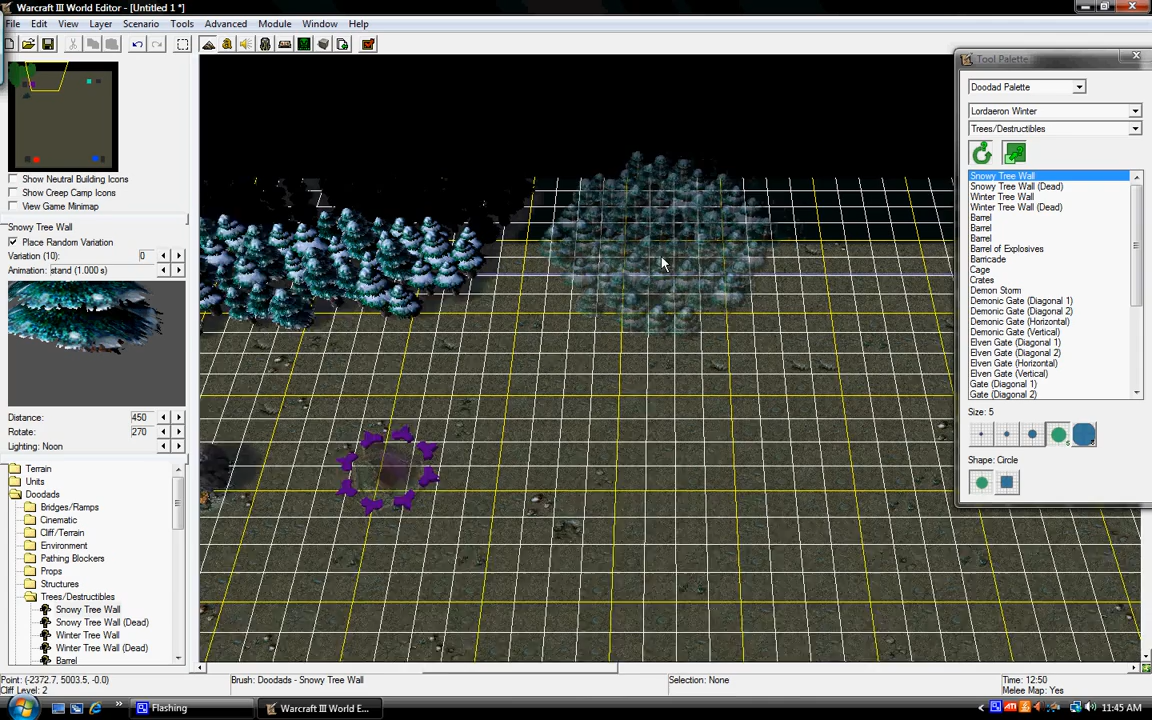 Warcraft III World Editor - [Untitled 1 *]
File Edit View Layer Scenario Tools Advanced Module Window Help
Show Neutral Building Icons
Show Creep Camp Icons
View Game Minimap
Snowy Tree Wall
Place Random Variation
Variation (10): 0
Animation: stand (1.000 s)
Distance: 450
Rotate: 270
Lighting: Noon
Terrain
Units
Doodads
Bridges/Ramps
Cinematic
Cliff/Terrain
Environment
Pathing Blockers
Props
Structures
Trees/Destructibles
Snowy Tree Wall
Snowy Tree Wall (Dead)
Winter Tree Wall
Winter Tree Wall (Dead)
Barrel
Tool Palette
Doodad Palette
Lordaeron Winter
Trees/Destructibles
Snowy Tree Wall
Snowy Tree Wall (Dead)
Winter Tree Wall
Winter Tree Wall (Dead)
Barrel
Barrel
Barrel
Barrel of Explosives
Barricade
Cage
Crates
Demon Storm
Demonic Gate (Diagonal 1)
Demonic Gate (Diagonal 2)
Demonic Gate (Horizontal)
Demonic Gate (Vertical)
Elven Gate (Diagonal 1)
Elven Gate (Diagonal 2)
Elven Gate (Horizontal)
Elven Gate (Vertical)
Gate (Diagonal 1)
Gate (Diagonal 2)
Size: 5
Shape: Circle
Point: (-2372.7, 5003.5, -0.0)
Cliff Level: 2
Brush: Doodads - Snowy Tree Wall
Selection: None
Time: 12:50
Melee Map: Yes
Flashing
Warcraft III World E...
11:45 AM